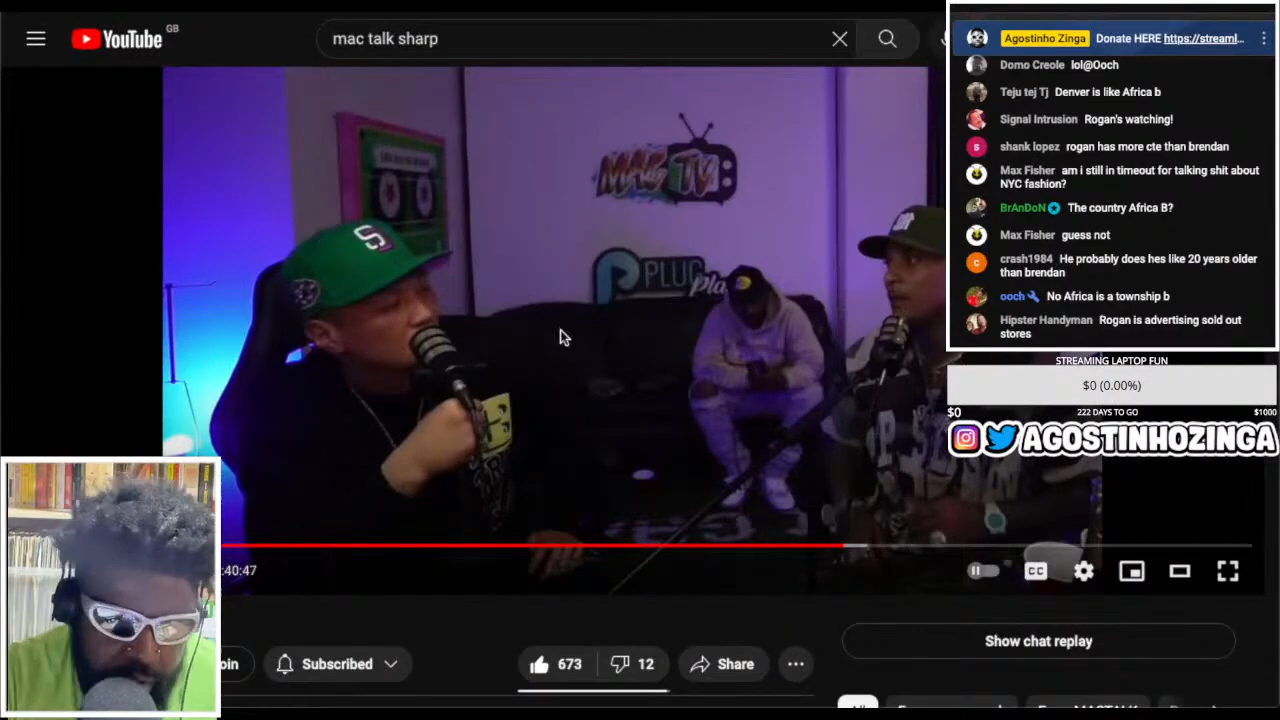 YouTube GB
mac talk sharp
MAC TV
PLUG
Pla
S
:40:47
CC
oin
Subscribed
673
12
Share
Show chat replay
Agostinho Zinga Donate HERE https://streaml...
Domo Creole lol@Ooch
Teju tej Tj Denver is like Africa b
Signal Intrusion Rogan's watching!
S shank lopez rogan has more cte than brendan
Max Fisher am i still in timeout for talking shit about
NYC fashion?
BrAnDoN The country Africa B?
Max Fisher guess not
C crash1984 He probably does hes like 20 years older
than brendan
ooch No Africa is a township b
Hipster Handyman Rogan is advertising sold out
stores
STREAMING LAPTOP FUN
$0 (0.00%)
$0 222 DAYS TO GO $1000
AGOSTINHOZINGA